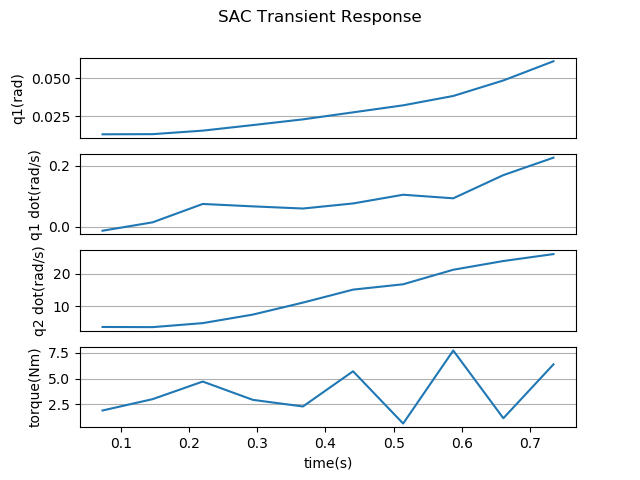 SAC Transient Response
q1(rad)
0.050
0.025
q1 dot(rad/s)
0.2
0.0
q2 dot(rad/s)
20
10
torque(Nm)
7.5
5.0
2.5
0.1 0.2 0.3 0.4 0.5 0.6 0.7
time(s)